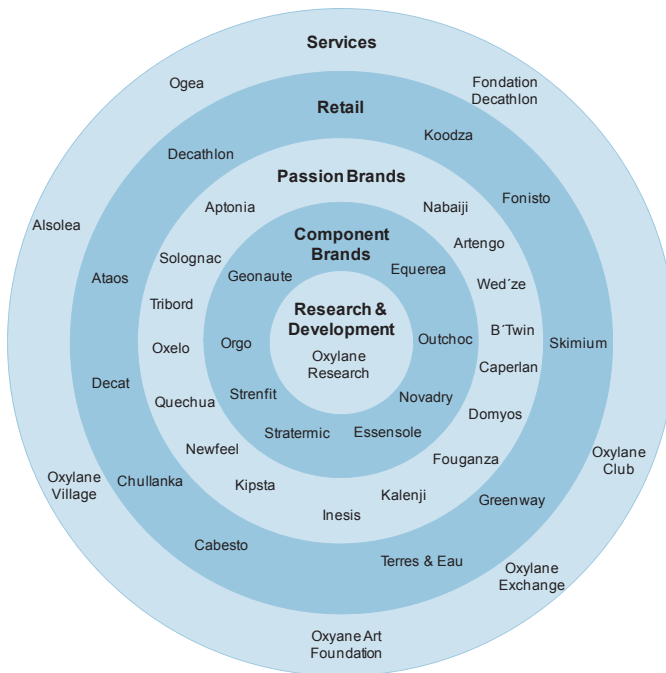 Services
Ogea
Fondation
Decathlon
Retail
Koodza
Decathlon
Passion Brands
Fonisto
Aptonia
Nabaiji
Alsolea
Component
Brands
Artengo
Solognac
Geonaute
Equerea
Ataos
Wed´ze
Tribord
Research &
Development
B´Twin
Oxelo
Orgo
Oxylane
Research
Outchoc
Skimium
Caperlan
Decat
Quechua
Strenfit
Novadry
Domyos
Stratermic
Essensole
Newfeel
Fouganza
Oxylane
Club
Oxylane
Village
Chullanka
Kipsta
Kalenji
Greenway
Inesis
Cabesto
Terres & Eau
Oxylane
Exchange
Oxyane Art
Foundation